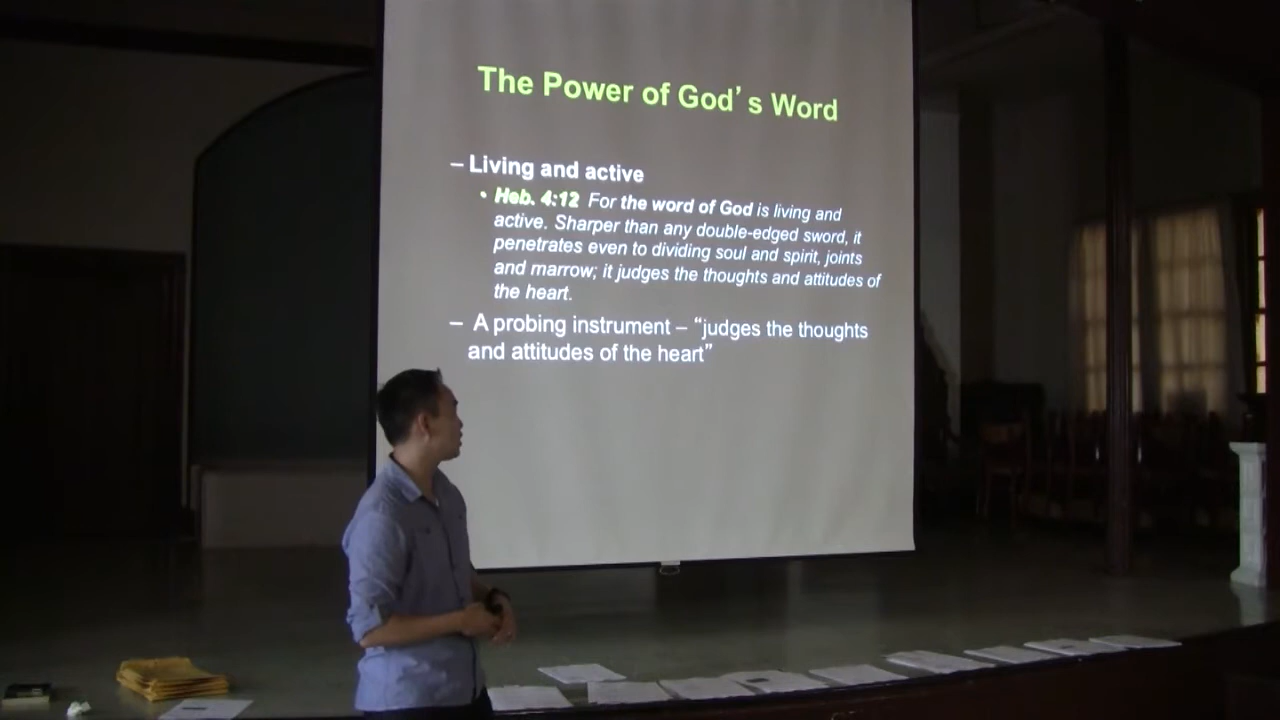 The Power of God's Word
– Living and active
• Heb. 4:12 For the word of God is living and
active. Sharper than any double-edged sword, it
penetrates even to dividing soul and spirit, joints
and marrow; it judges the thoughts and attitudes of
the heart.
– A probing instrument – “judges the thoughts
and attitudes of the heart”